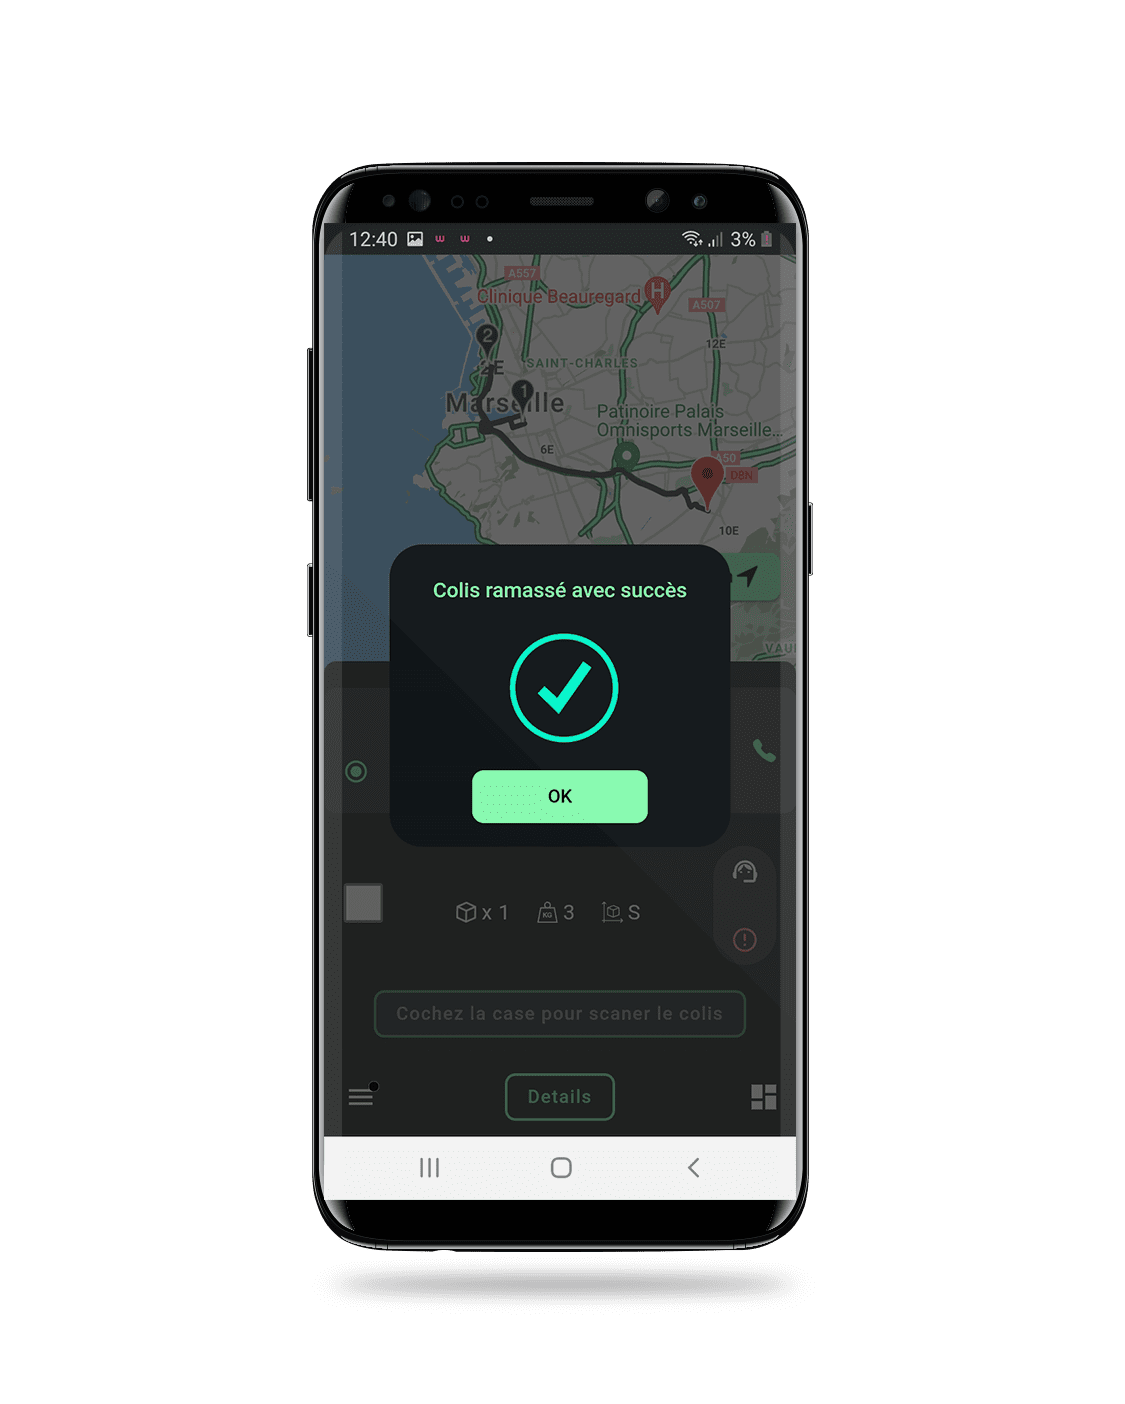 12:40
3%
A557
Clinique Beauregard
H
A507
2
12E
2E
SAINT-CHARLES
1
Marseille
Patinoire Palais
Omnisports Marseille...
6E
A50
D8N
10E
Colis ramassé avec succès
OK
x 1
KG
3
S
Cochez la case pour scaner le colis
Details